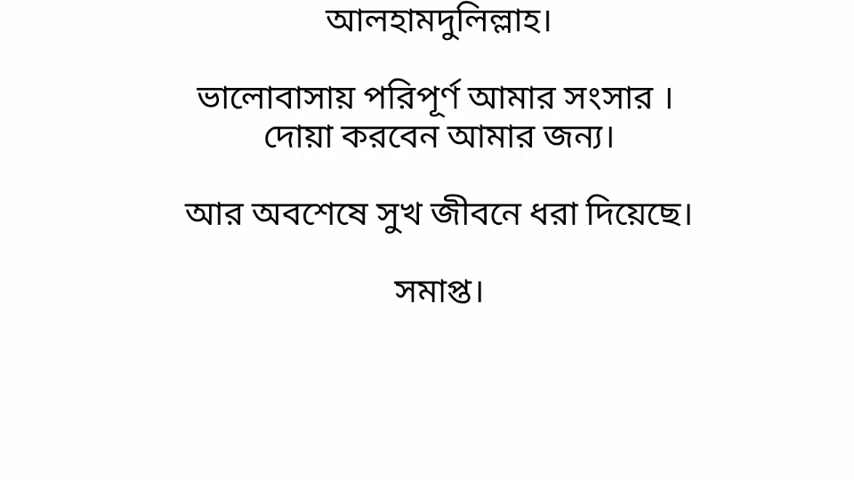 আলহামদুলিল্লাহ।
ভালোবাসায় পরিপূর্ণ আমার সংসার ।
দোয়া করবেন আমার জন্য।
আর অবশেষে সুখ জীবনে ধরা দিয়েছে।
সমাপ্ত।